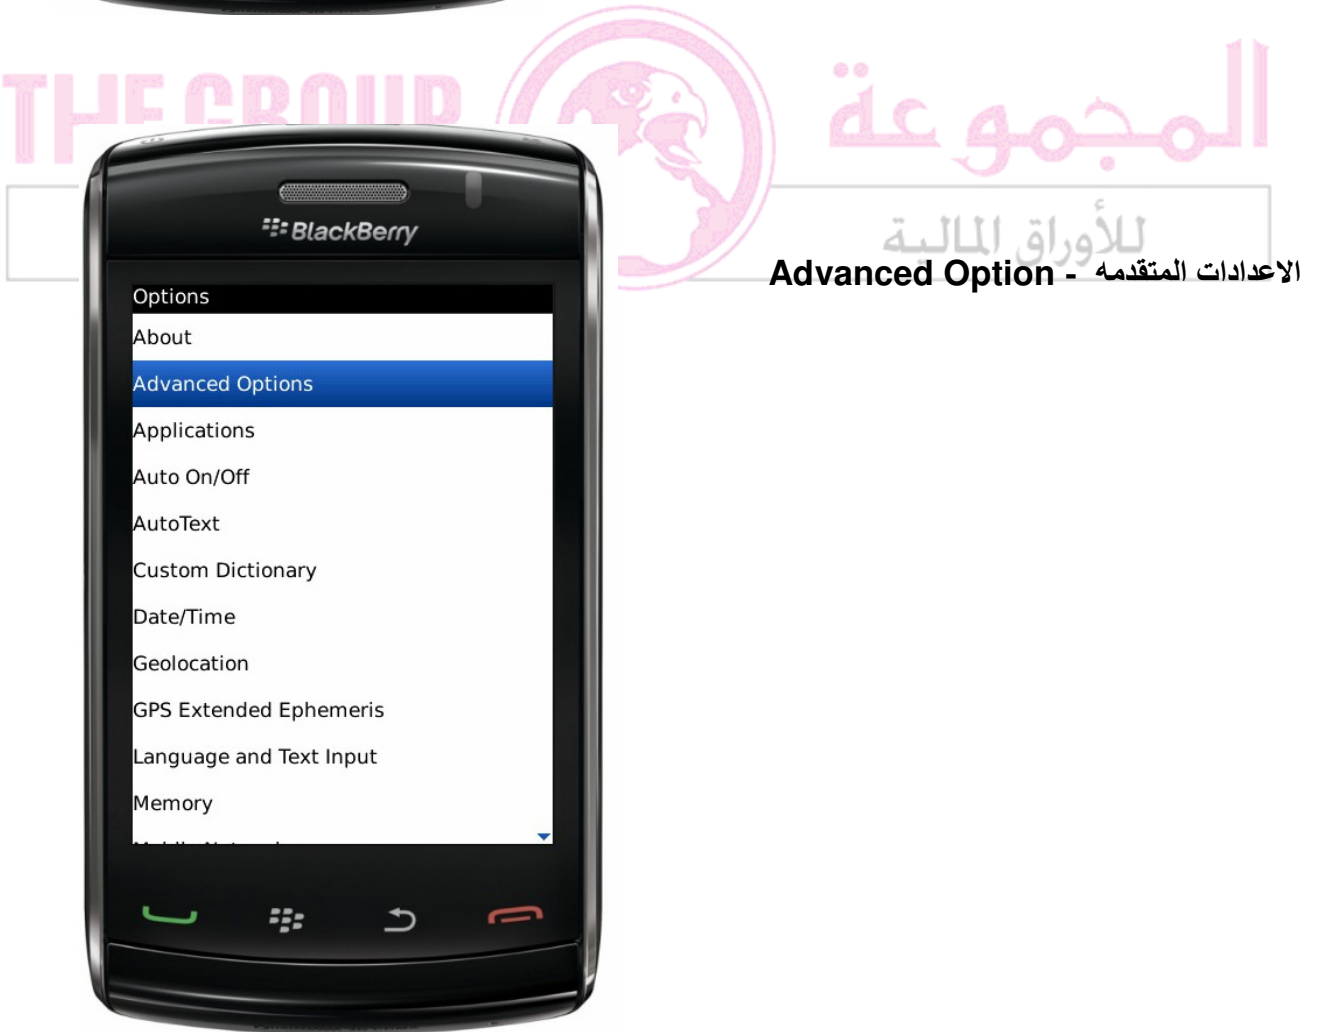 THE GROUP
المجموعة
للأوراق المالية
الاعدادات المتقدمه - Advanced Option
BlackBerry
Options
About
Advanced Options
Applications
Auto On/Off
AutoText
Custom Dictionary
Date/Time
Geolocation
GPS Extended Ephemeris
Language and Text Input
Memory